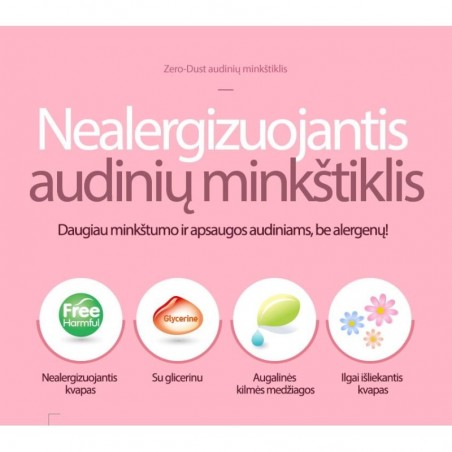 Zero-Dust audinių minkštiklis
Nealergizuojantis
audinių minkštiklis
Daugiau minkštumo ir apsaugos audiniams, be alergenų!
Free
Harmful
Glycerine
Nealergizuojantis
kvapas
Su glicerinu
Augalinės
kilmės medžiagos
Ilgai išliekantis
kvapas